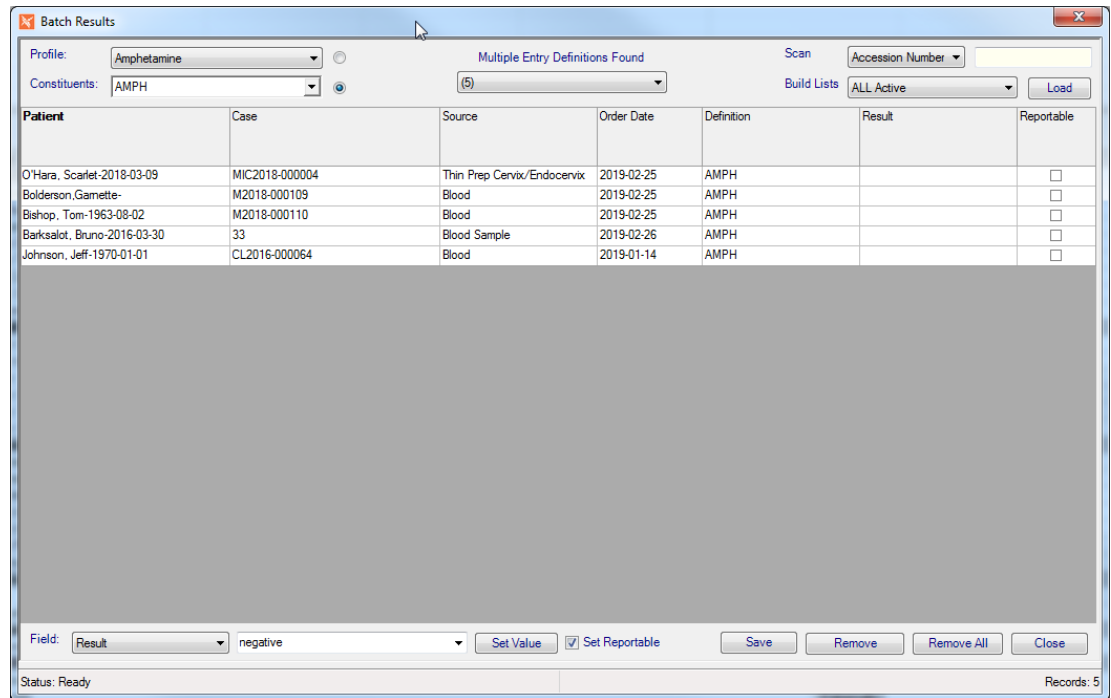 Batch Results
Profile: Amphetamine Multiple Entry Definitions Found Scan Accession Number
Constituents: AMPH (5) Build Lists ALL Active Load
Patient Case Source Order Date Definition Result Reportable
O'Hara, Scarlet-2018-03-09 MIC2018-000004 Thin Prep Cervix/Endocervix 2019-02-25 AMPH
Bolderson,Gamette- M2018-000109 Blood 2019-02-25 AMPH
Bishop, Tom-1963-08-02 M2018-000110 Blood 2019-02-25 AMPH
Barksalot, Bruno-2016-03-30 33 Blood Sample 2019-02-26 AMPH
Johnson, Jeff-1970-01-01 CL2016-000064 Blood 2019-01-14 AMPH
Field: Result negative Set Value Set Reportable Save Remove Remove All Close
Status: Ready Records: 5